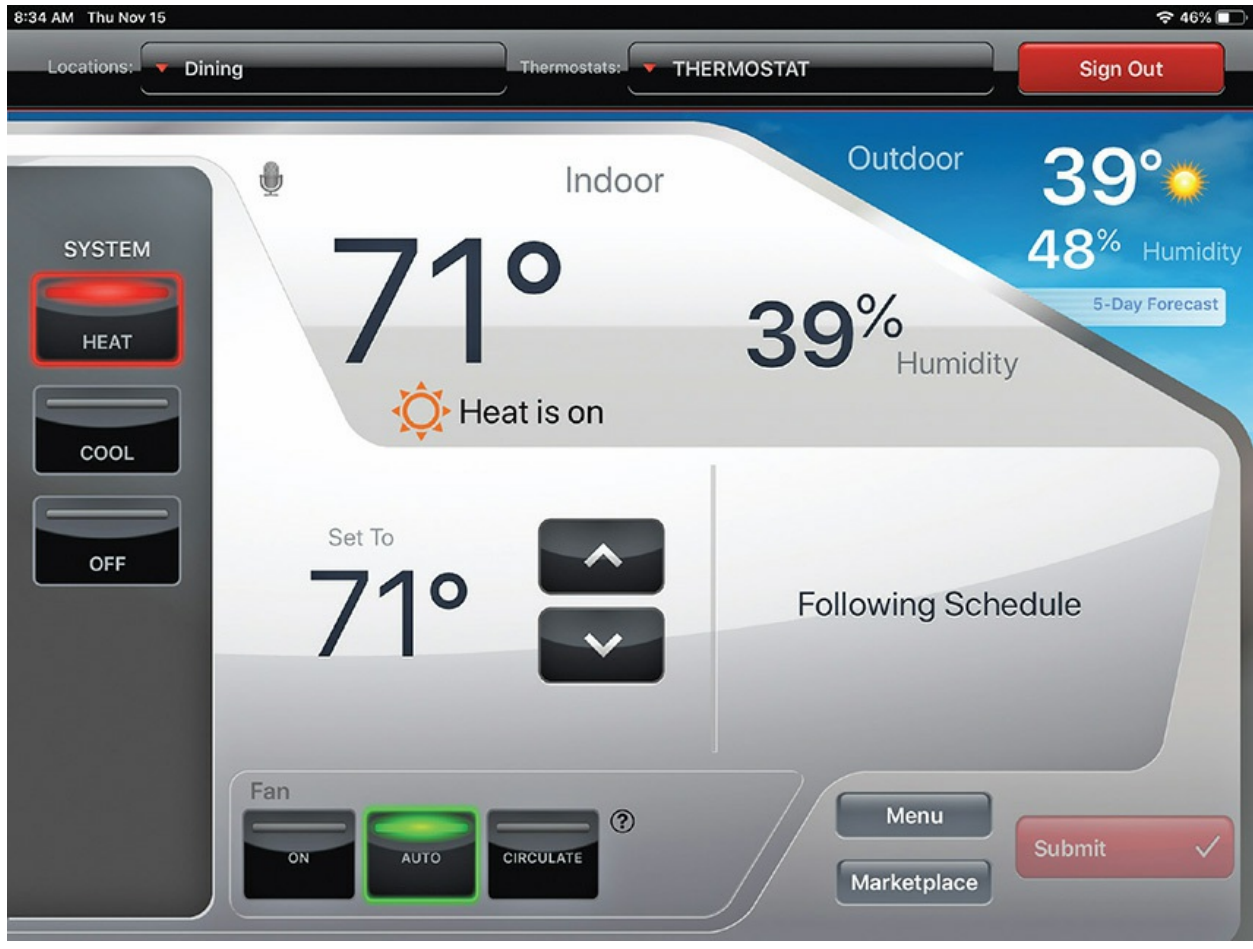 8:34 AM Thu Nov 15
46%
Locations: Dining
Thermostats: THERMOSTAT
Sign Out
SYSTEM
HEAT
COOL
OFF
Indoor
71°
39%
Humidity
Heat is on
Outdoor
39°
48% Humidity
5-Day Forecast
Set To
71°
Following Schedule
Fan
ON
AUTO
CIRCULATE
?
Menu
Marketplace
Submit